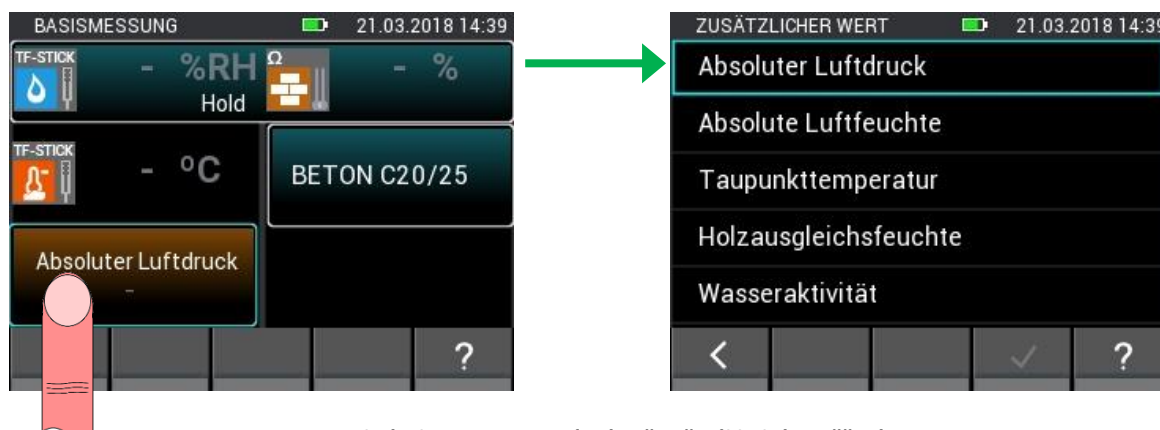 BASISMESSUNG 21.03.2018 14:39
TF-STICK - %RH Ω - %
Hold
TF-STICK - °C BETON C20/25
Absoluter Luftdruck
-
?
ZUSÄTZLICHER WERT 21.03.2018 14:39
Absoluter Luftdruck
Absolute Luftfeuchte
Taupunkttemperatur
Holzausgleichsfeuchte
Wasseraktivität
< ✓ ?